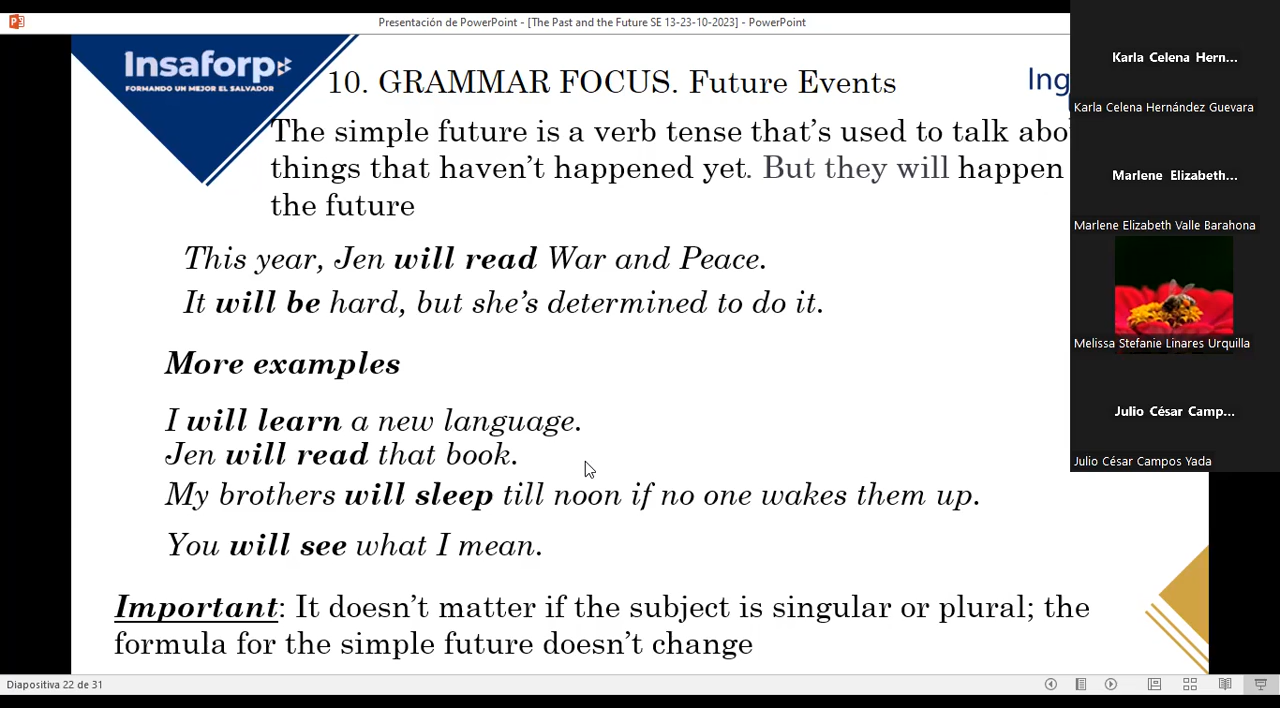 Presentación de PowerPoint - [The Past and the Future SE 13-23-10-2023] - PowerPoint
Insaforp
FORMANDO UN MEJOR EL SALVADOR
10. GRAMMAR FOCUS. Future Events
Ing
The simple future is a verb tense that's used to talk abo
things that haven't happened yet. But they will happen
the future
This year, Jen will read War and Peace.
It will be hard, but she's determined to do it.
More examples
I will learn a new language.
Jen will read that book.
My brothers will sleep till noon if no one wakes them up.
You will see what I mean.
Important: It doesn't matter if the subject is singular or plural; the
formula for the simple future doesn't change
Diapositiva 22 de 31
Karla Celena Hern...
Karla Celena Hernández Guevara
Marlene Elizabeth...
Marlene Elizabeth Valle Barahona
Melissa Stefanie Linares Urquilla
Julio César Camp...
Julio César Campos Yada